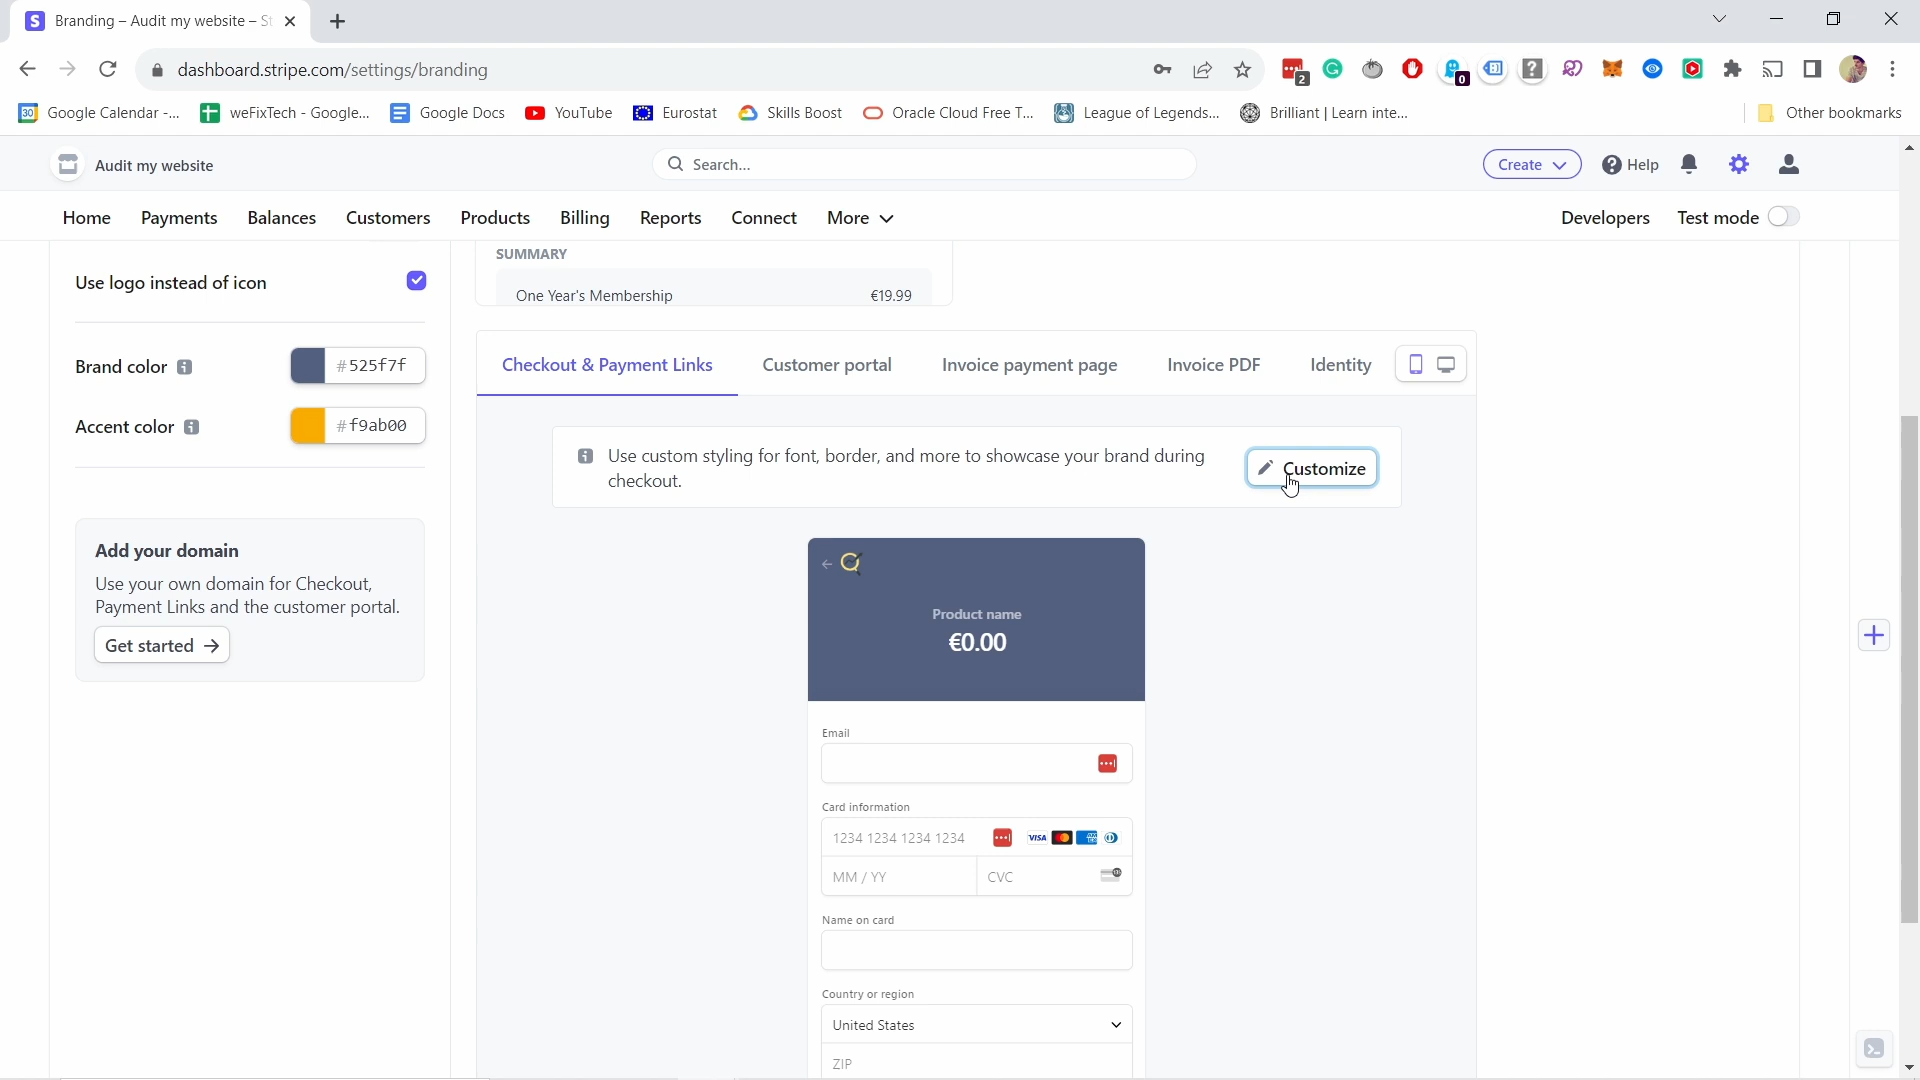 Branding – Audit my website – St
dashboard.stripe.com/settings/branding
2
0
Google Calendar -...
weFixTech - Google...
Google Docs
YouTube
Eurostat
Skills Boost
Oracle Cloud Free T...
League of Legends...
Brilliant | Learn inte...
Other bookmarks
Audit my website
Search...
Create
Help
Home
Payments
Balances
Customers
Products
Billing
Reports
Connect
More
Developers
Test mode
Use logo instead of icon
Brand color
#525f7f
Accent color
#f9ab00
Add your domain
Use your own domain for Checkout,
Payment Links and the customer portal.
Get started →
SUMMARY
One Year's Membership
€19.99
Checkout & Payment Links
Customer portal
Invoice payment page
Invoice PDF
Identity
Use custom styling for font, border, and more to showcase your brand during
checkout.
Customize
Product name
€0.00
Email
Card information
1234 1234 1234 1234
VISA
MM / YY
CVC
Name on card
Country or region
United States
ZIP